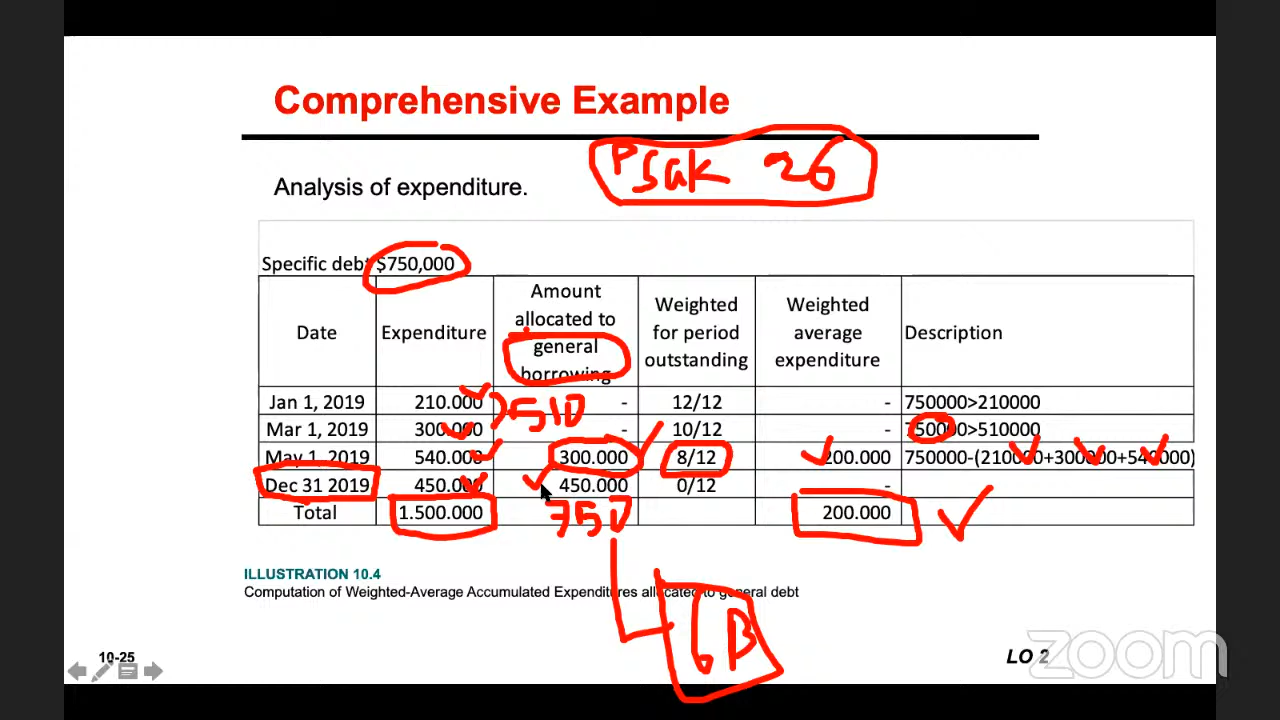 Comprehensive Example
Psak 26
Analysis of expenditure.
Specific debt $750,000
Date Expenditure Amount allocated to general borrowing Weighted for period outstanding Weighted average expenditure Description
Jan 1, 2019 210.000 - 12/12 - 750000>210000
510
Mar 1, 2019 300.000 - 10/12 - 750000>510000
May 1, 2019 540.000 300.000 8/12 200.000 750000-(210000+300000+540000)
Dec 31 2019 450.000 450.000 0/12 -
Total 1.500.000 750 200.000
ILLUSTRATION 10.4
Computation of Weighted-Average Accumulated Expenditures allocated to general debt
GB
10-25
LO 2
zoom